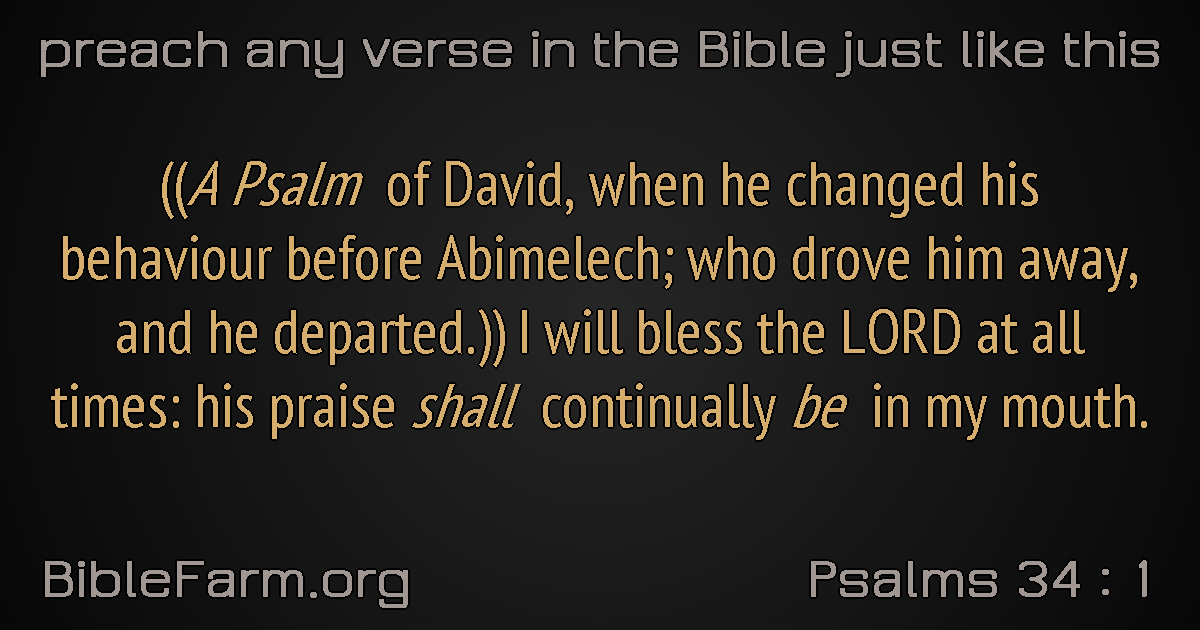 preach any verse in the Bible just like this
((A Psalm of David, when he changed his
behaviour before Abimelech; who drove him away,
and he departed.)) I will bless the LORD at all
times: his praise shall continually be in my mouth.
BibleFarm.org
Psalms 34 : 1